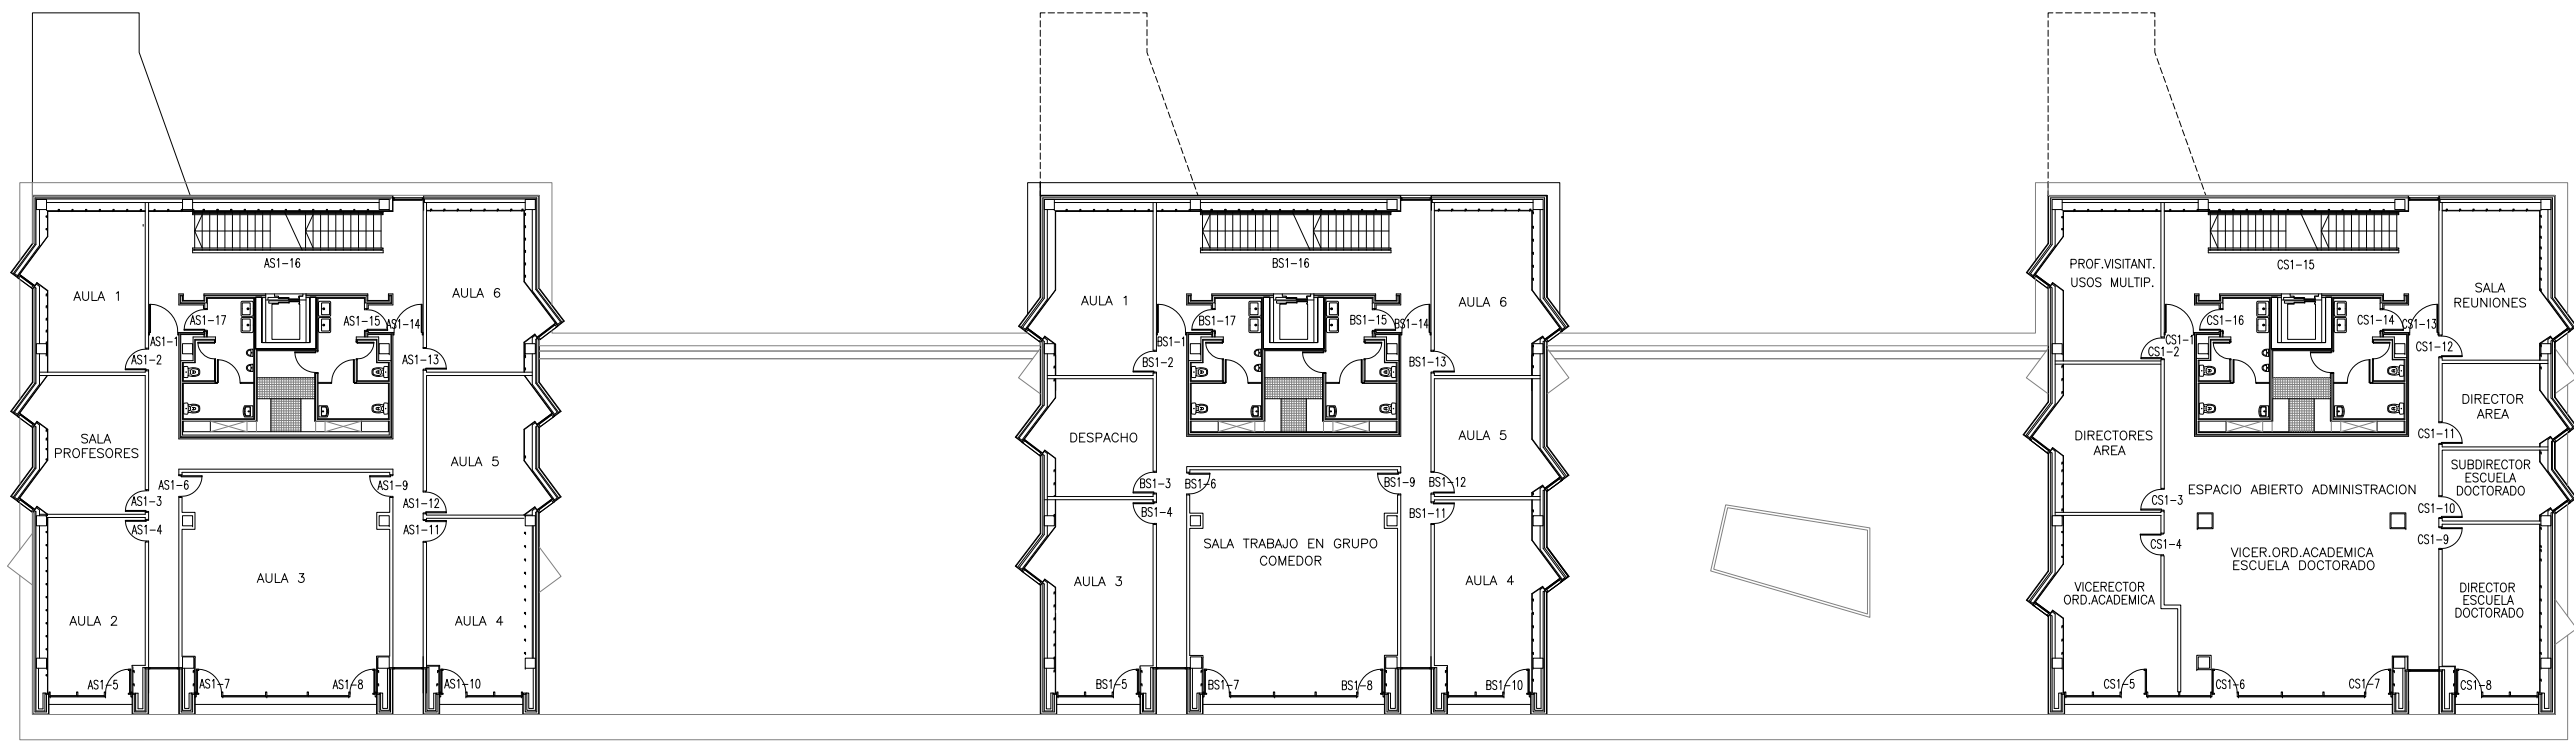 AS1-16
AULA 1
AULA 6
AS1-17
AS1-15
AS1-14
AS1-1
AS1-2
AS1-13
SALA
PROFESORES
AULA 5
AS1-6
AS1-9
AS1-3
AS1-12
AS1-4
AS1-11
AULA 3
AULA 2
AULA 4
AS1-5
AS1-7
AS1-8
AS1-10
BS1-16
AULA 1
AULA 6
BS1-17
BS1-15
BS1-14
BS1-1
BS1-2
BS1-13
DESPACHO
AULA 5
BS1-3
BS1-6
BS1-9
BS1-12
BS1-4
BS1-11
SALA TRABAJO EN GRUPO
COMEDOR
AULA 3
AULA 4
BS1-5
BS1-7
BS1-8
BS1-10
CS1-15
PROF.VISITANT.
USOS MULTIP.
SALA
REUNIONES
CS1-16
CS1-14
CS1-13
CS1-1
CS1-2
CS1-12
DIRECTOR
AREA
DIRECTORES
AREA
CS1-11
SUBDIRECTOR
ESCUELA
DOCTORADO
ESPACIO ABIERTO ADMINISTRACION
CS1-3
CS1-10
CS1-4
CS1-9
VICER.ORD.ACADEMICA
ESCUELA DOCTORADO
VICERECTOR
ORD.ACADEMICA
DIRECTOR
ESCUELA
DOCTORADO
CS1-5
CS1-6
CS1-7
CS1-8